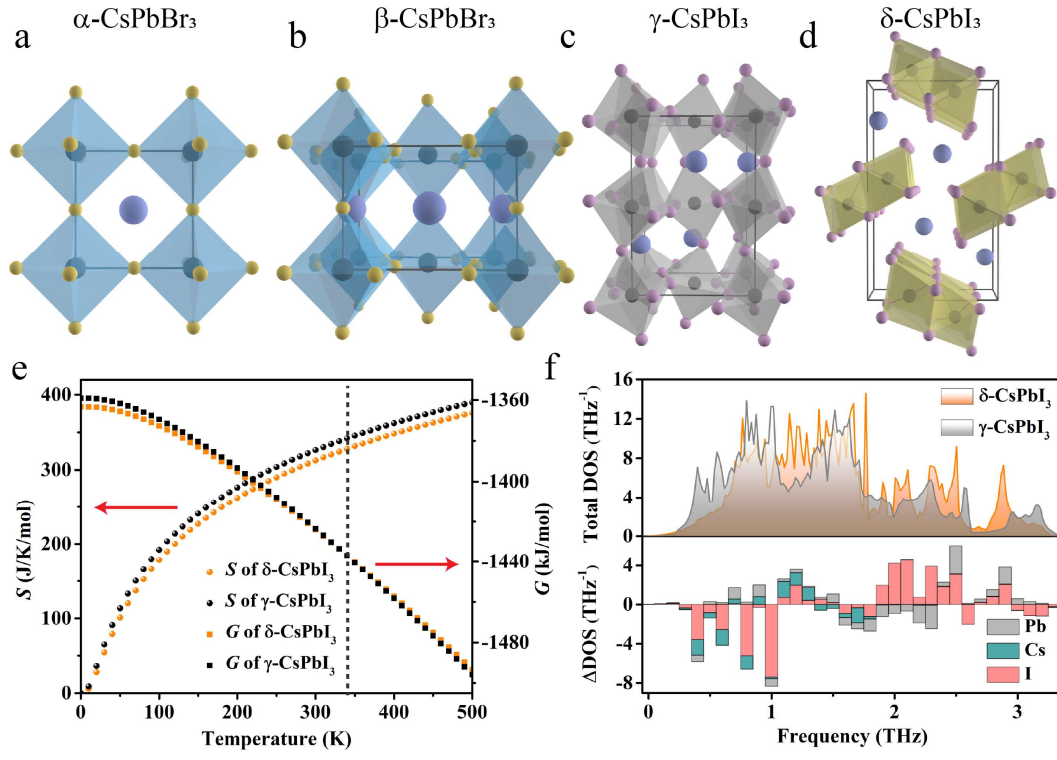 α-CsPbBr₃
β-CsPbBr₃
γ-CsPbI₃
δ-CsPbI₃
a
b
c
d
e
400
300
200
100
0
S (J/K/mol)
S of δ-CsPbI₃
S of γ-CsPbI₃
G of δ-CsPbI₃
G of γ-CsPbI₃
-1360
-1400
-1440
-1480
G (kJ/mol)
0 100 200 300 400 500
Temperature (K)
f
16
12
8
4
0
Total DOS (THz⁻¹)
δ-CsPbI₃
γ-CsPbI₃
4
0
-4
-8
ΔDOS (THz⁻¹)
Pb
Cs
I
0 1 2 3
Frequency (THz)